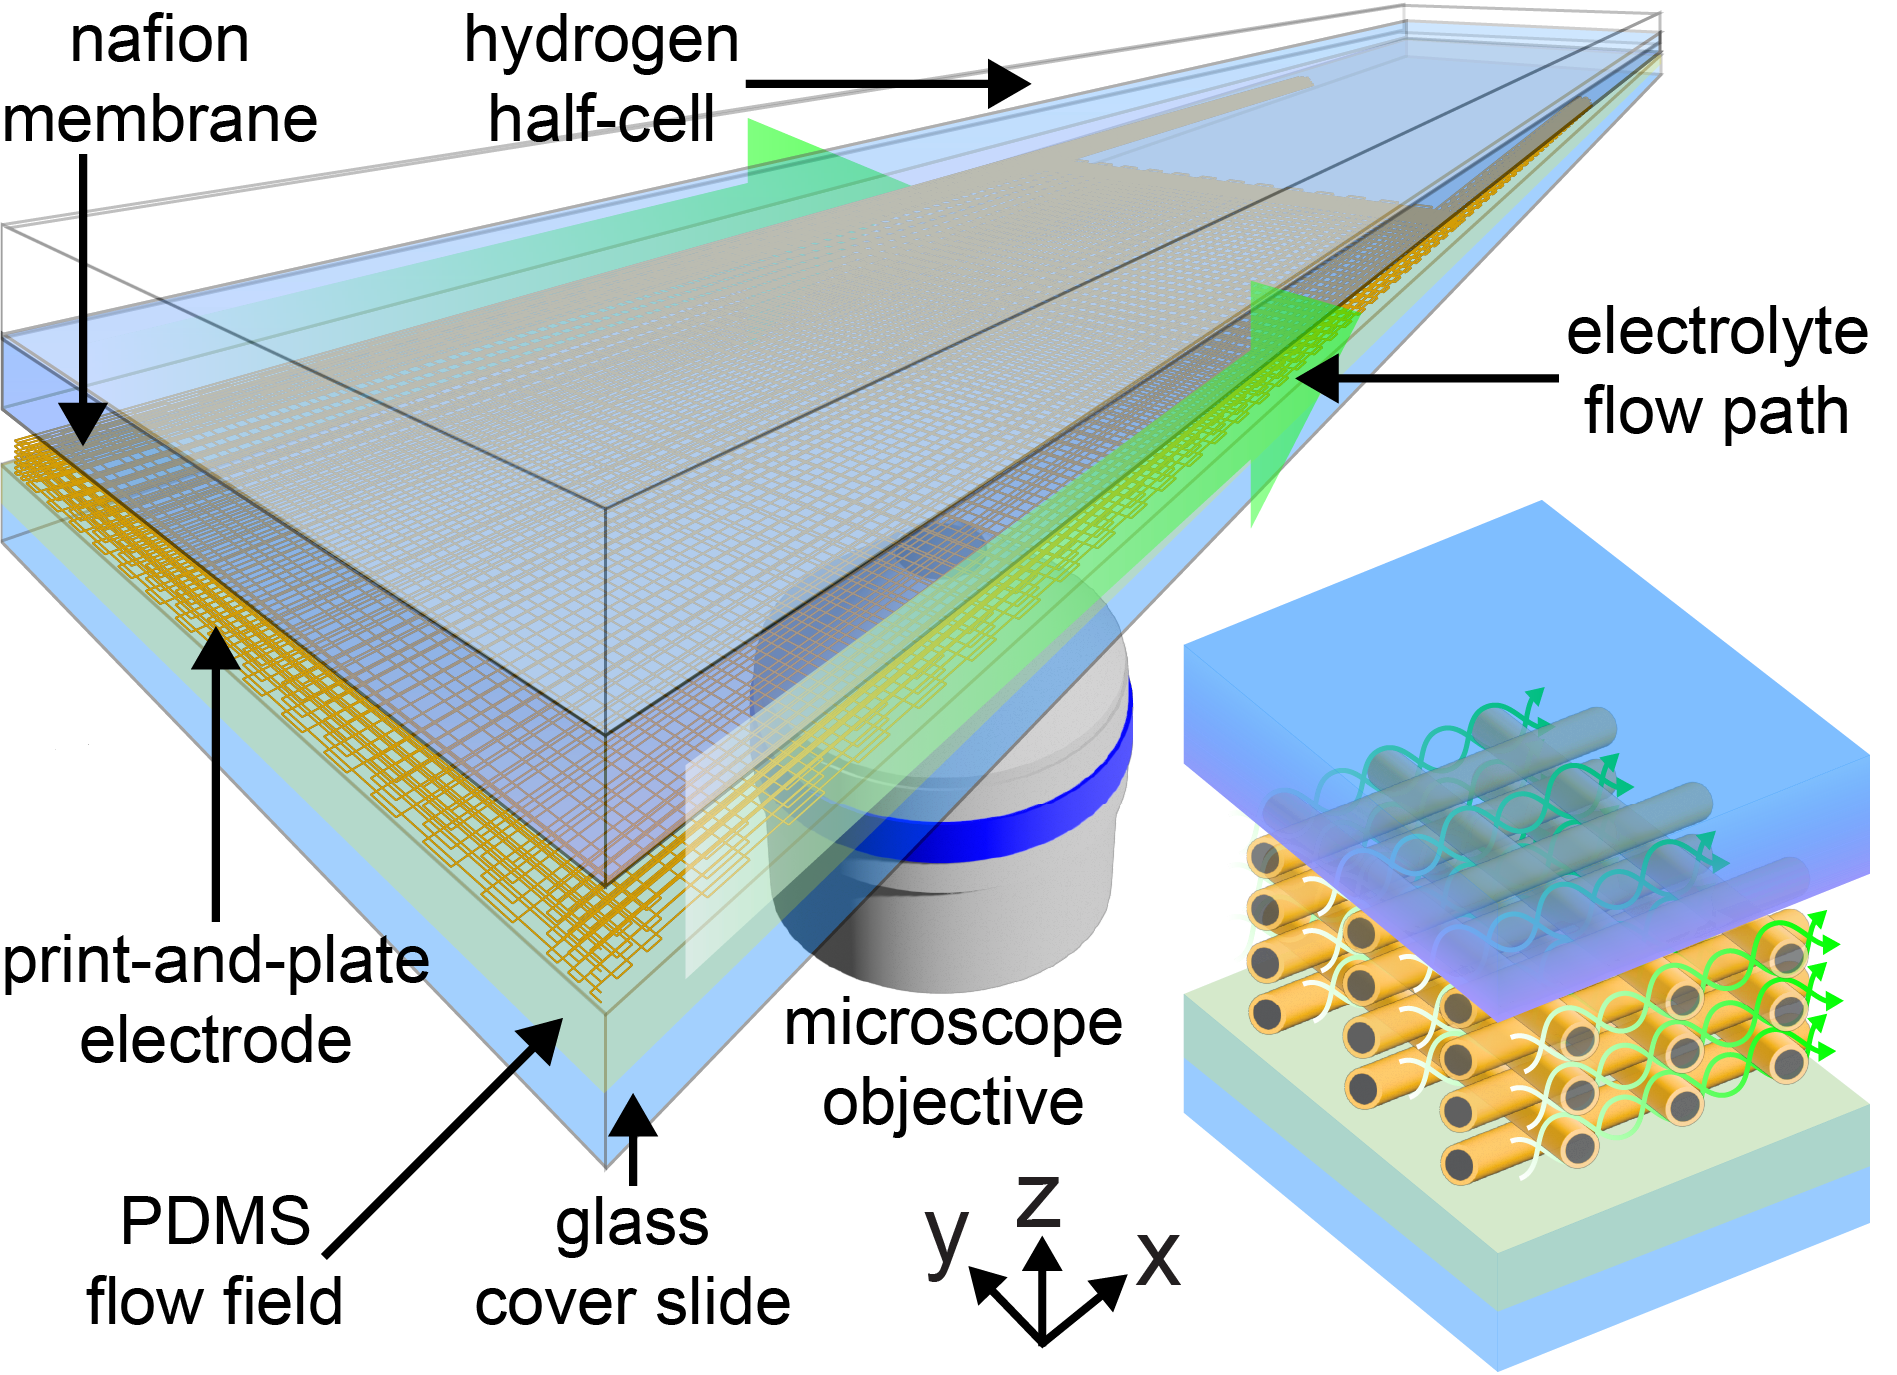 nafion
membrane
hydrogen
half-cell
electrolyte
flow path
print-and-plate
electrode
microscope
objective
PDMS
flow field
glass
cover slide
y
z
x